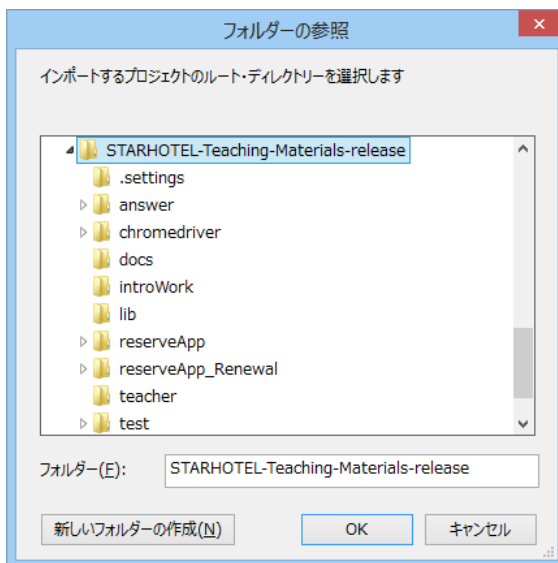 フォルダーの参照
インポートするプロジェクトのルート・ディレクトリーを選択します
STARHOTEL-Teaching-Materials-release
.settings
answer
chromedriver
docs
introWork
lib
reserveApp
reserveApp_Renewal
teacher
test
フォルダー(F): STARHOTEL-Teaching-Materials-release
新しいフォルダーの作成(N) OK キャンセル